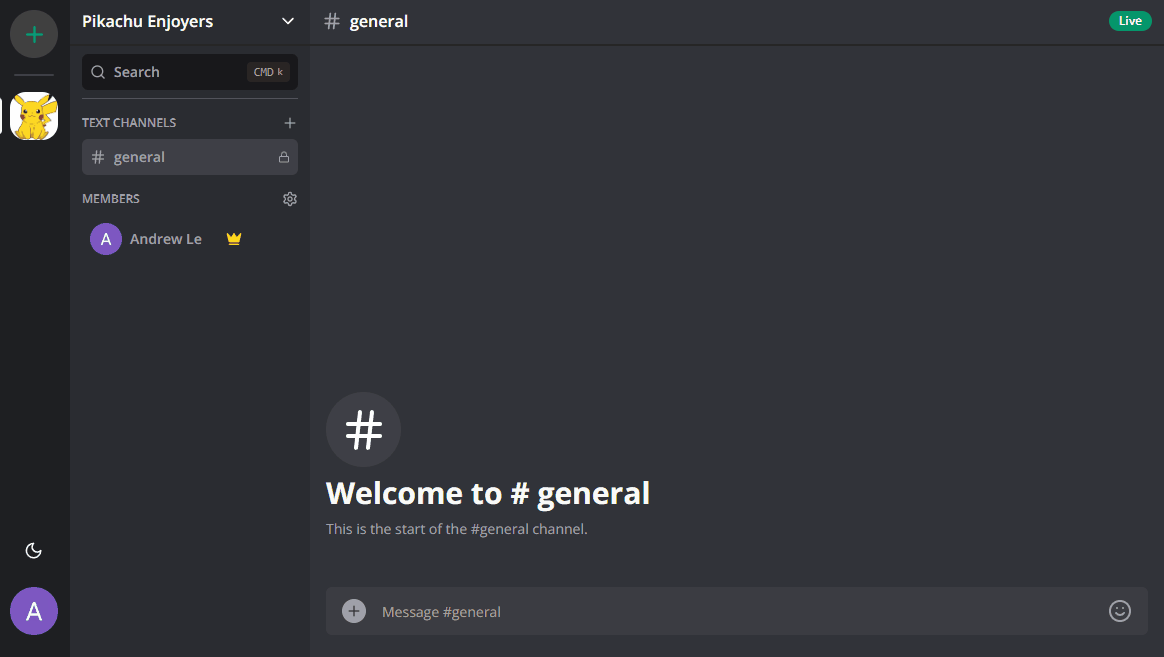 Pikachu Enjoyers
# general
Live
Search
CMD k
TEXT CHANNELS
# general
MEMBERS
A Andrew Le
#
Welcome to # general
This is the start of the #general channel.
A
Message #general